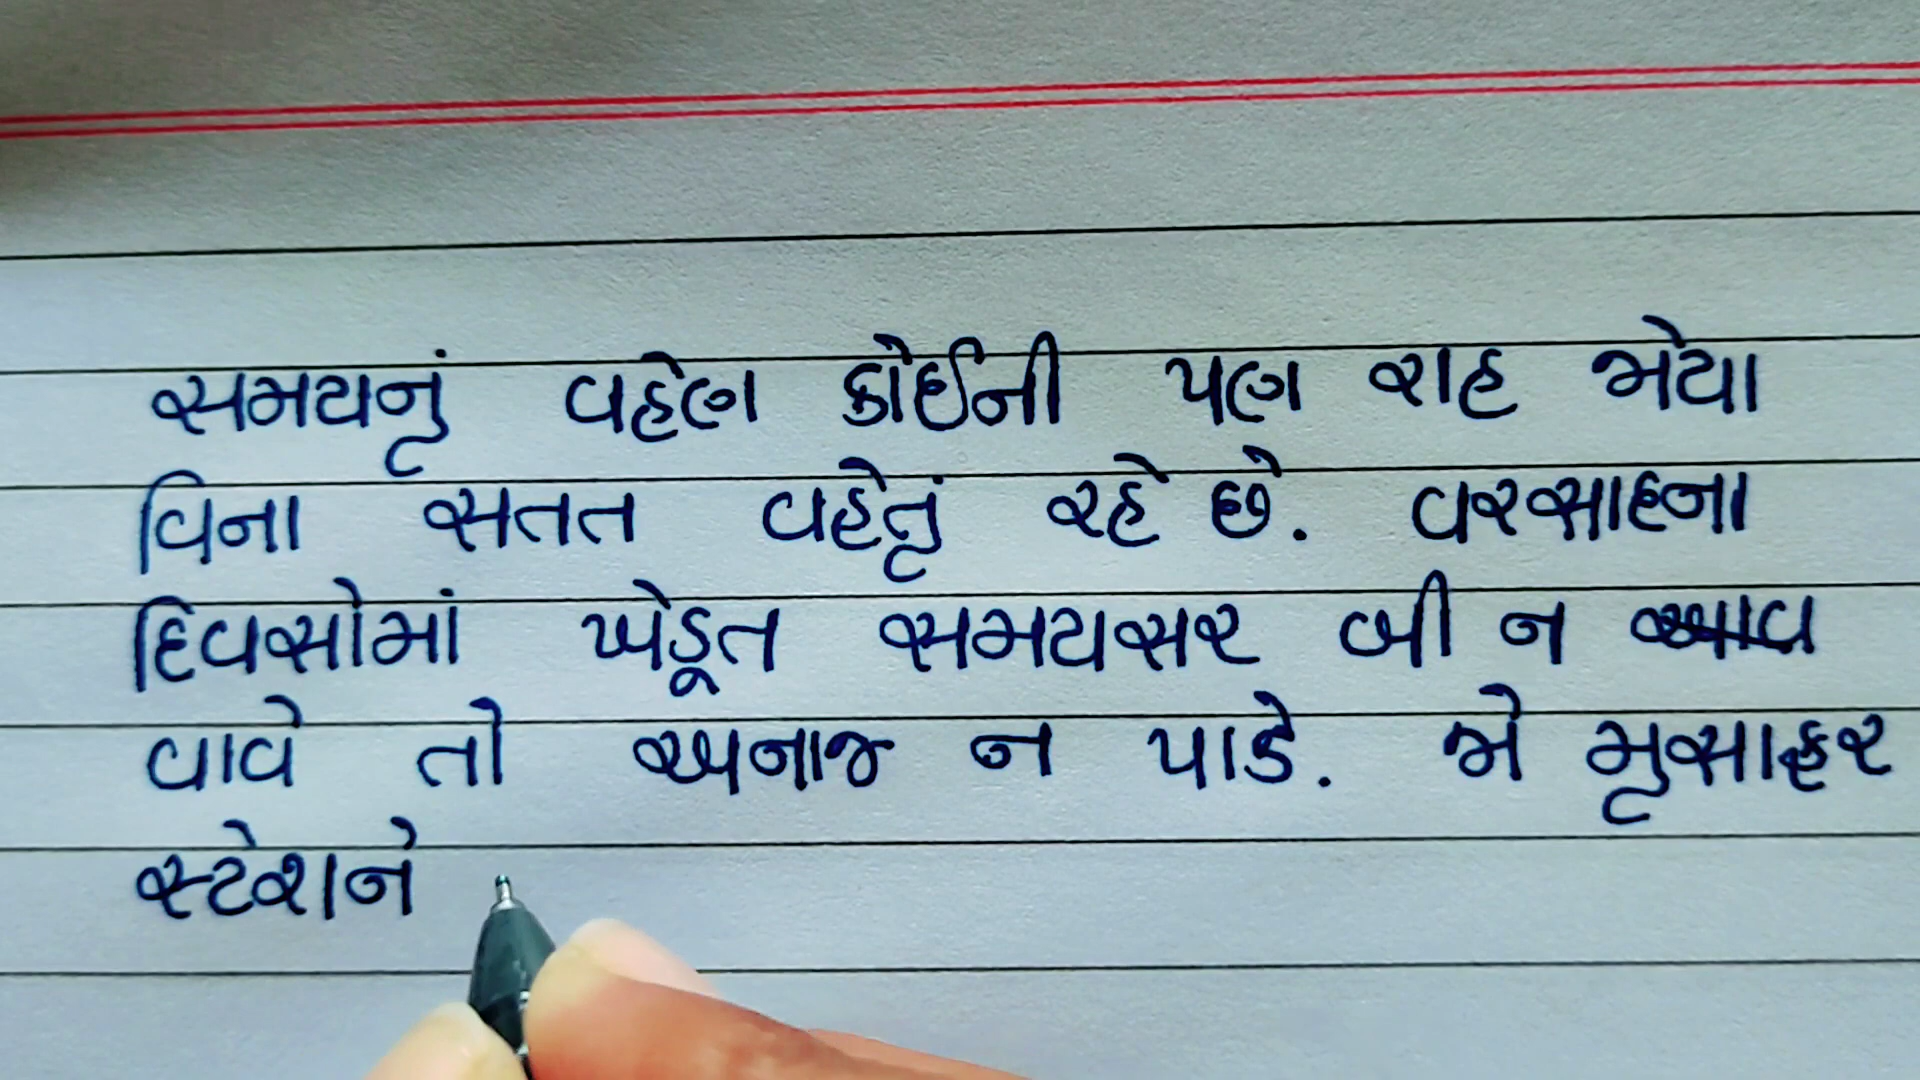 સમયનું વહેણ કોઈની પણ રાહ જોયા
વિના સતત વહેતું રહે છે. વરસાદના
દિવસોમાં ખેડૂત સમયસર બી ન
વાવે તો અનાજ ન પાકે. જો મુસાફર
સ્ટેશને